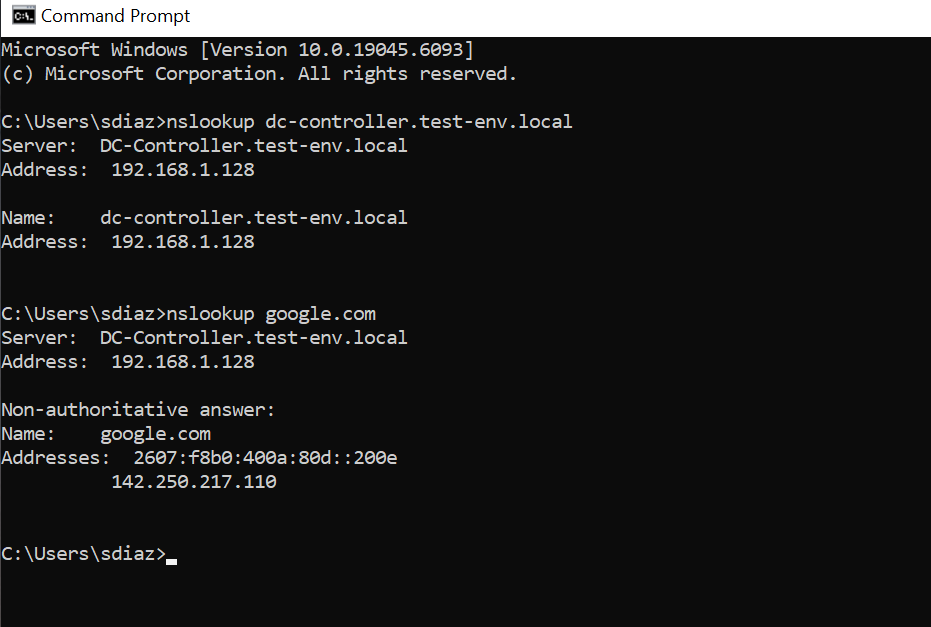 Command Prompt
Microsoft Windows [Version 10.0.19045.6093]
(c) Microsoft Corporation. All rights reserved.
C:\Users\sdiaz>nslookup dc-controller.test-env.local
Server:  DC-Controller.test-env.local
Address:  192.168.1.128
Name:    dc-controller.test-env.local
Address:  192.168.1.128
C:\Users\sdiaz>nslookup google.com
Server:  DC-Controller.test-env.local
Address:  192.168.1.128
Non-authoritative answer:
Name:    google.com
Addresses:  2607:f8b0:400a:80d::200e
          142.250.217.110
C:\Users\sdiaz>